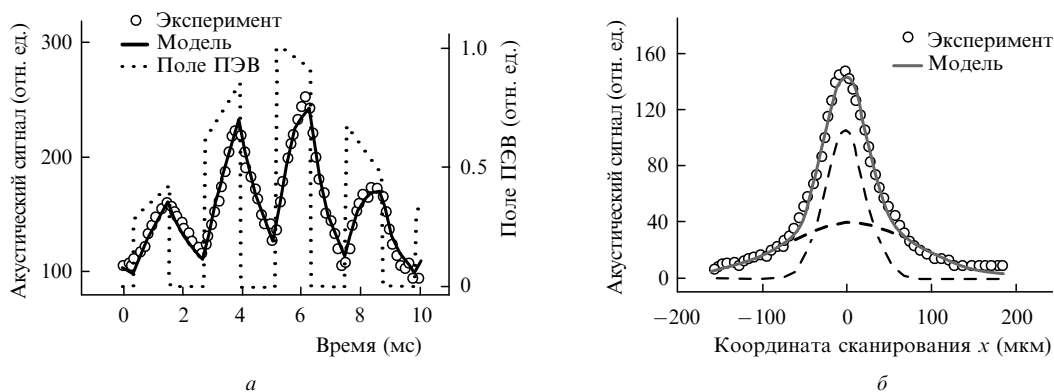 Эксперимент
Модель
Поле ПЭВ
Акустический сигнал (отн. ед.)
300
250
200
150
100
0 2 4 6 8 10
Время (мс)
1.0
0.5
0
Поле ПЭВ (отн. ед.)
а
Эксперимент
Модель
Акустический сигнал (отн. ед.)
160
120
80
40
0
−200 −100 0 100 200
Координата сканирования x (мкм)
б